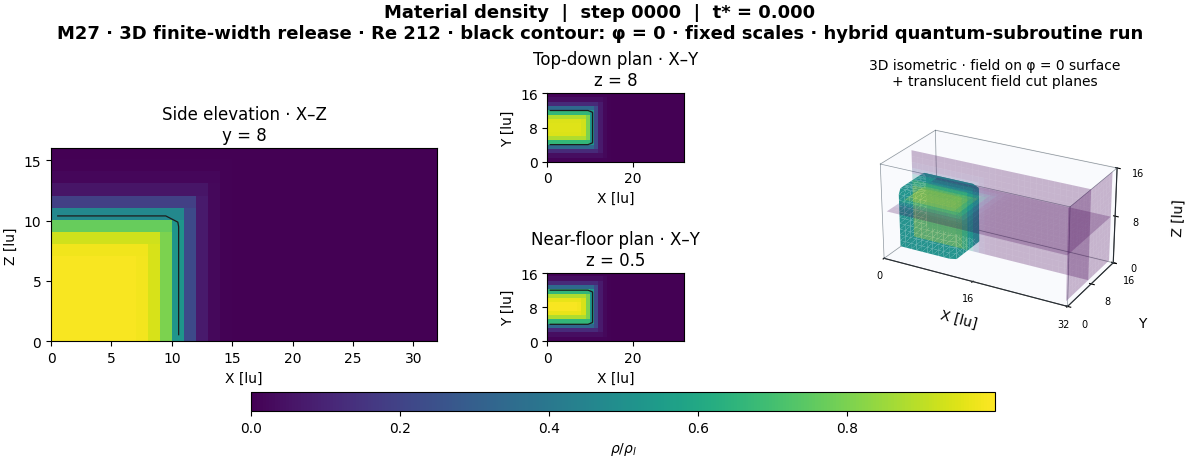 Material density | step 0000 | t* = 0.000
M27 · 3D finite-width release · Re 212 · black contour: φ = 0 · fixed scales · hybrid quantum-subroutine run
Side elevation · X–Z
y = 8
15
10
5
0
Z [lu]
0 5 10 15 20 25 30
X [lu]
Top-down plan · X–Y
z = 8
16
8
0
Y [lu]
0 20
X [lu]
Near-floor plan · X–Y
z = 0.5
16
8
0
Y [lu]
0 20
X [lu]
3D isometric · field on φ = 0 surface
+ translucent field cut planes
16
8
0
Z [lu]
0 16 32
X [lu]
0 8 16
Y
0.0 0.2 0.4 0.6 0.8
ρ/ρl